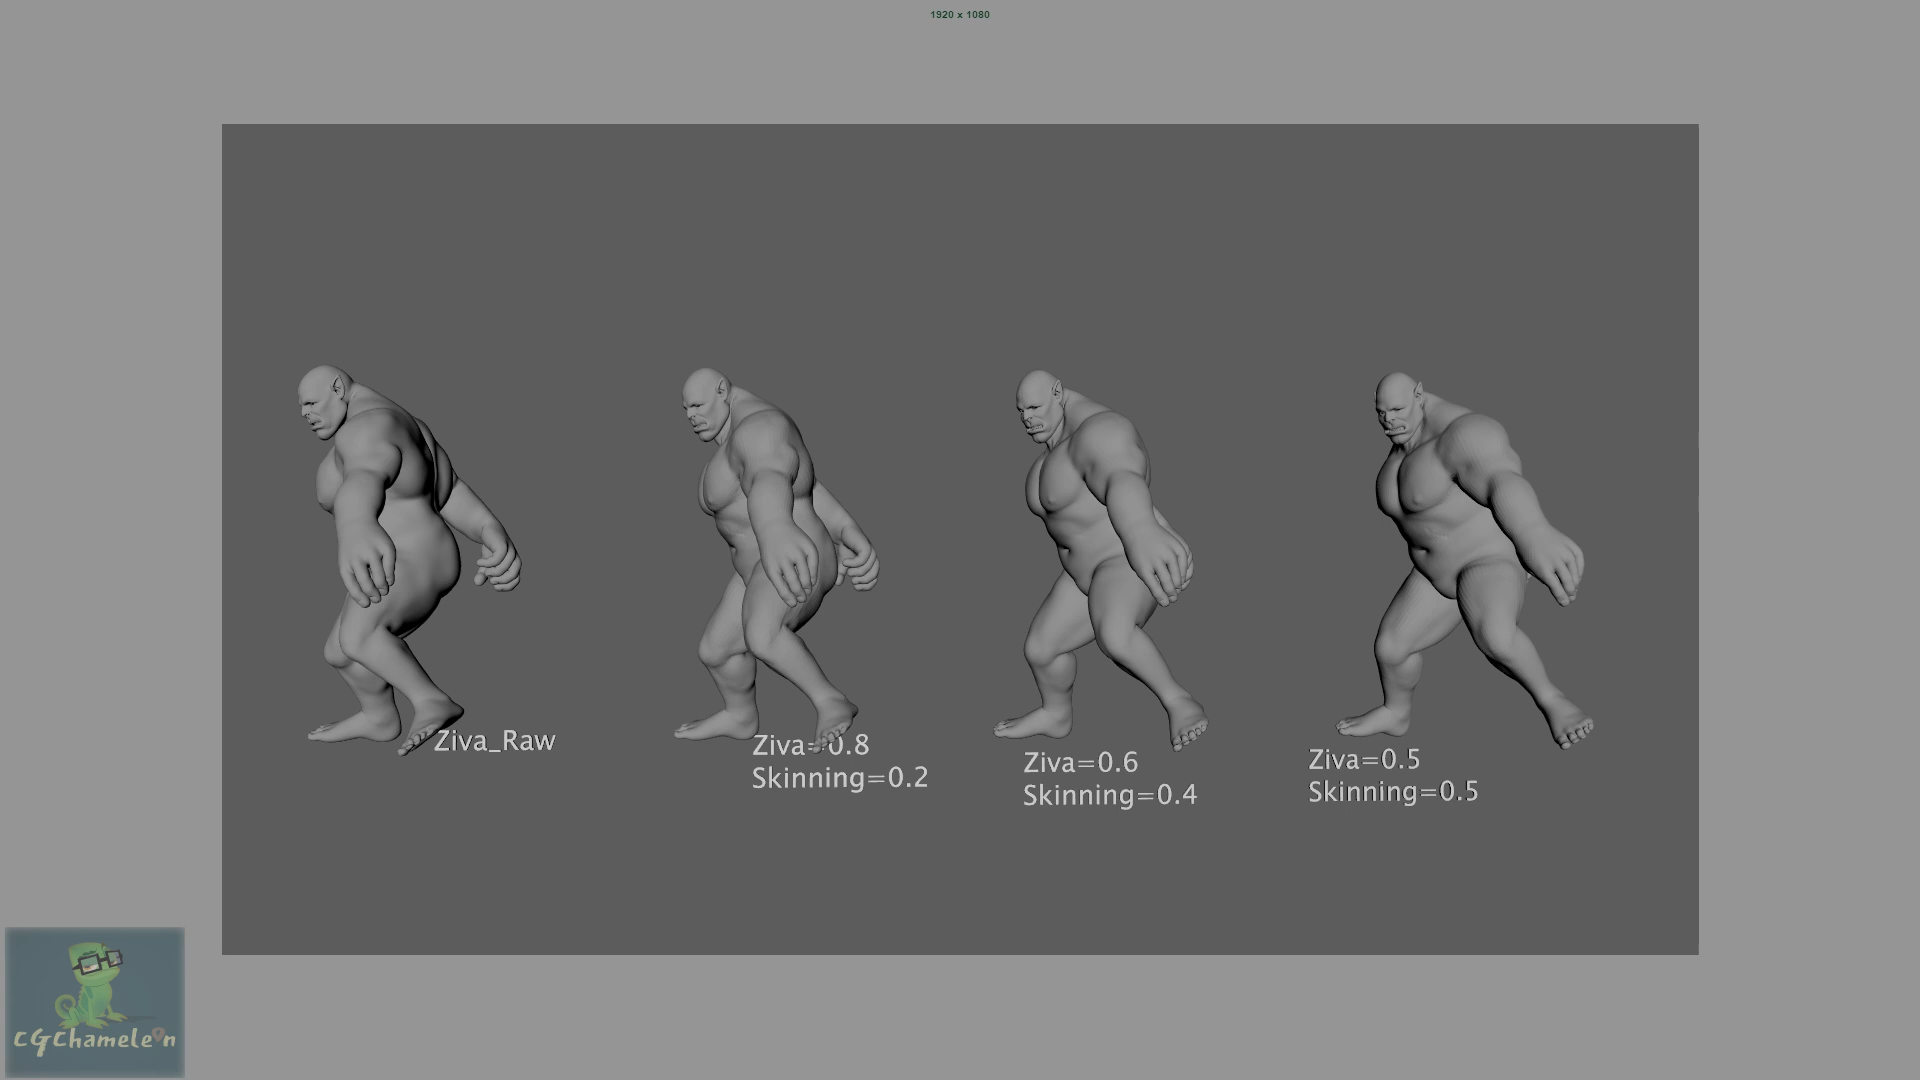 1920 x 1080
Ziva_Raw
Ziva=0.8
Skinning=0.2
Ziva=0.6
Skinning=0.4
Ziva=0.5
Skinning=0.5
CGChameleon